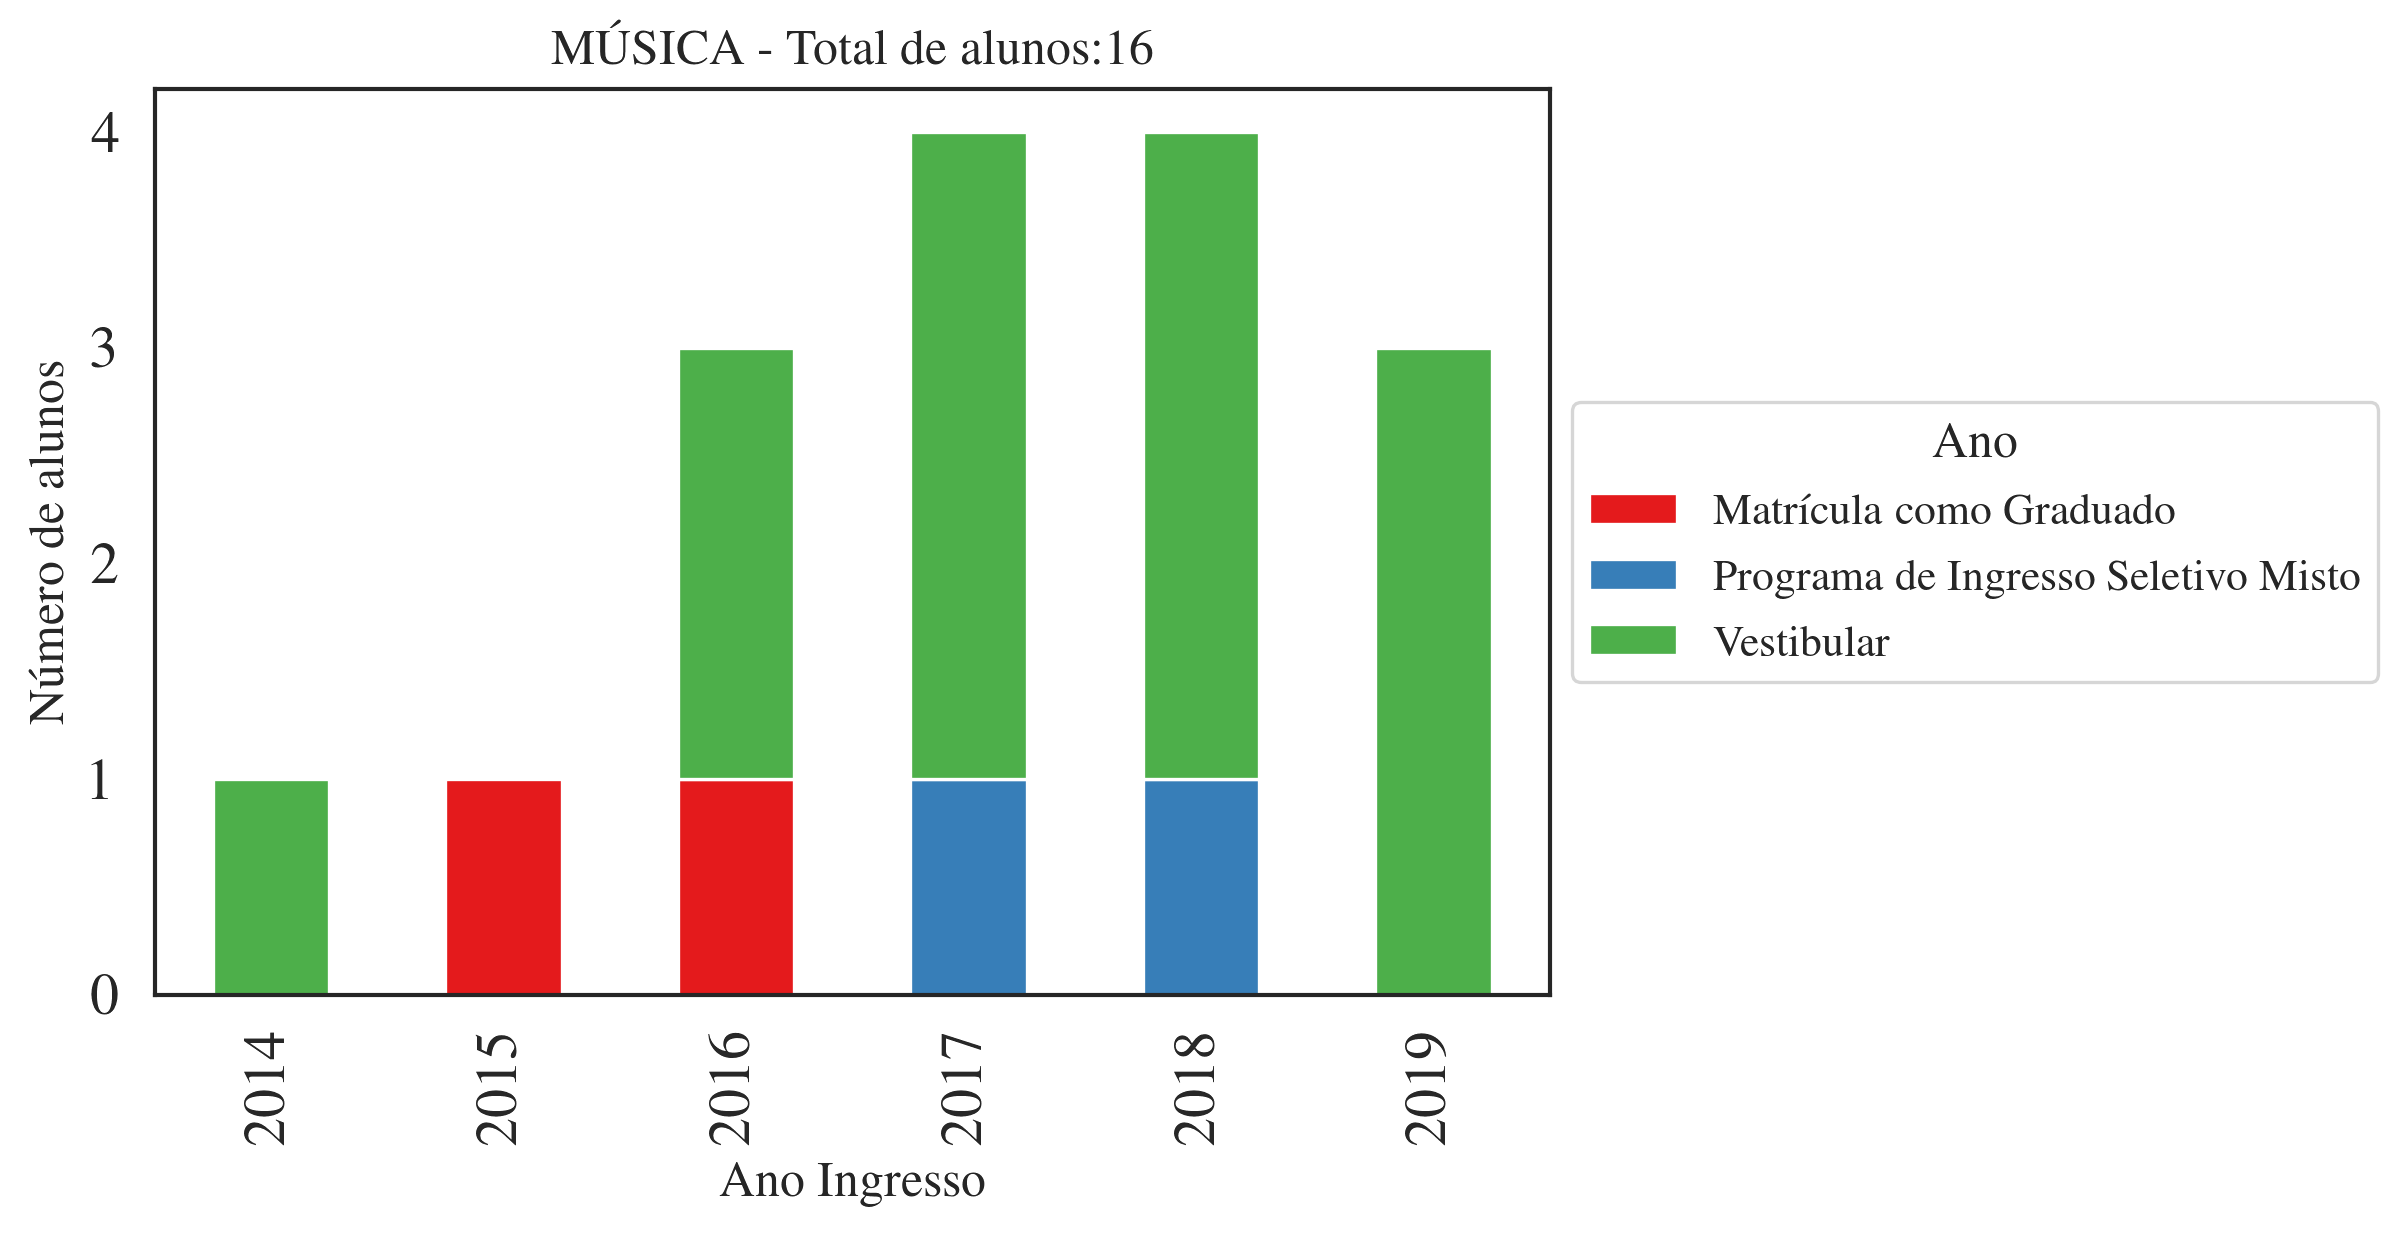 MÚSICA - Total de alunos:16
Número de alunos
4
3
2
1
0
2014
2015
2016
2017
2018
2019
Ano Ingresso
Ano
Matrícula como Graduado
Programa de Ingresso Seletivo Misto
Vestibular